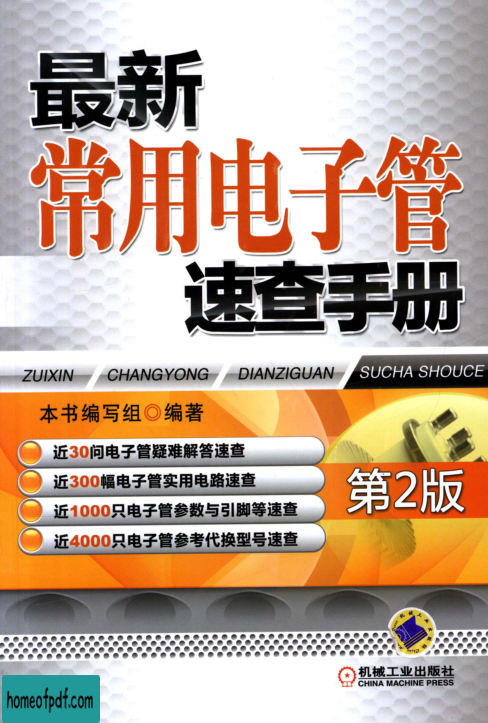 最新
常用电子管
速查手册
ZUIXIN / CHANGYONG / DIANZIGUAN / SUCHA SHOUCE
本书编写组◎编著
近30问电子管疑难解答速查
近300幅电子管实用电路速查
近1000只电子管参数与引脚等速查
近4000只电子管参考代换型号速查
第2版
机械工业出版社
CHINA MACHINE PRESS
homeofpdf.com